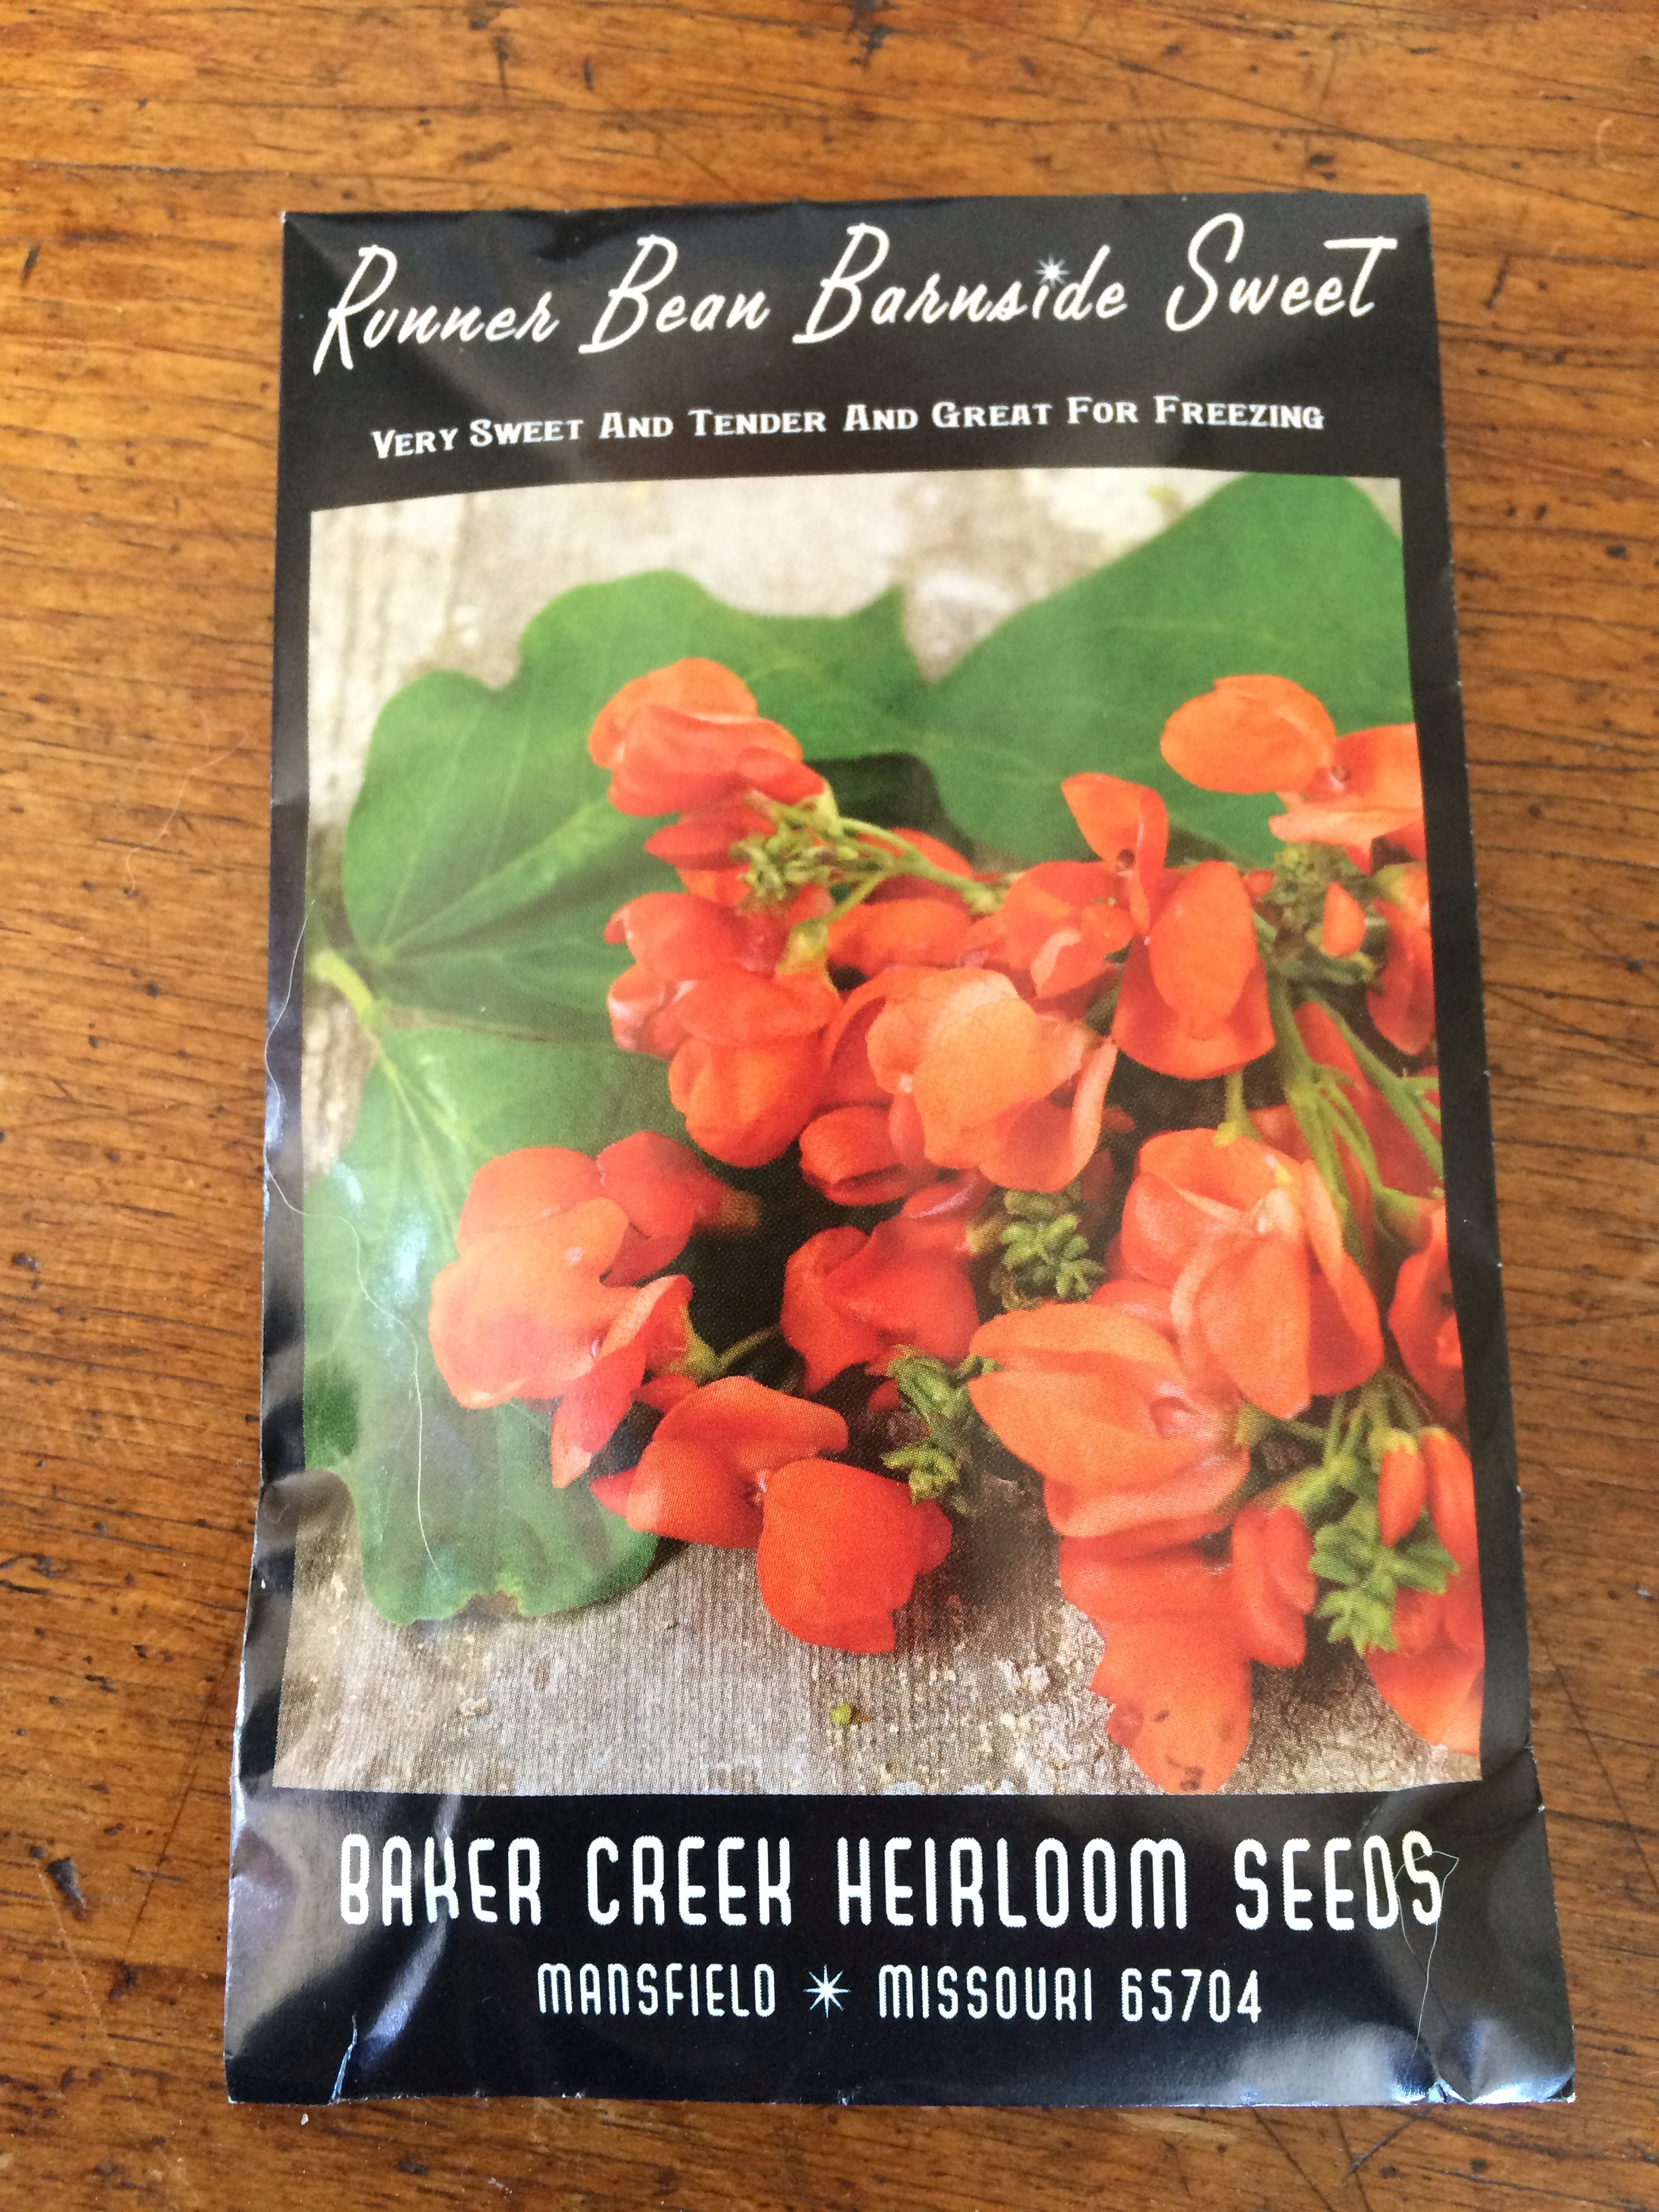 Runner Bean Barnside Sweet
Very Sweet And Tender And Great For Freezing
BAKER CREEK HEIRLOOM SEEDS
MANSFIELD MISSOURI 65704